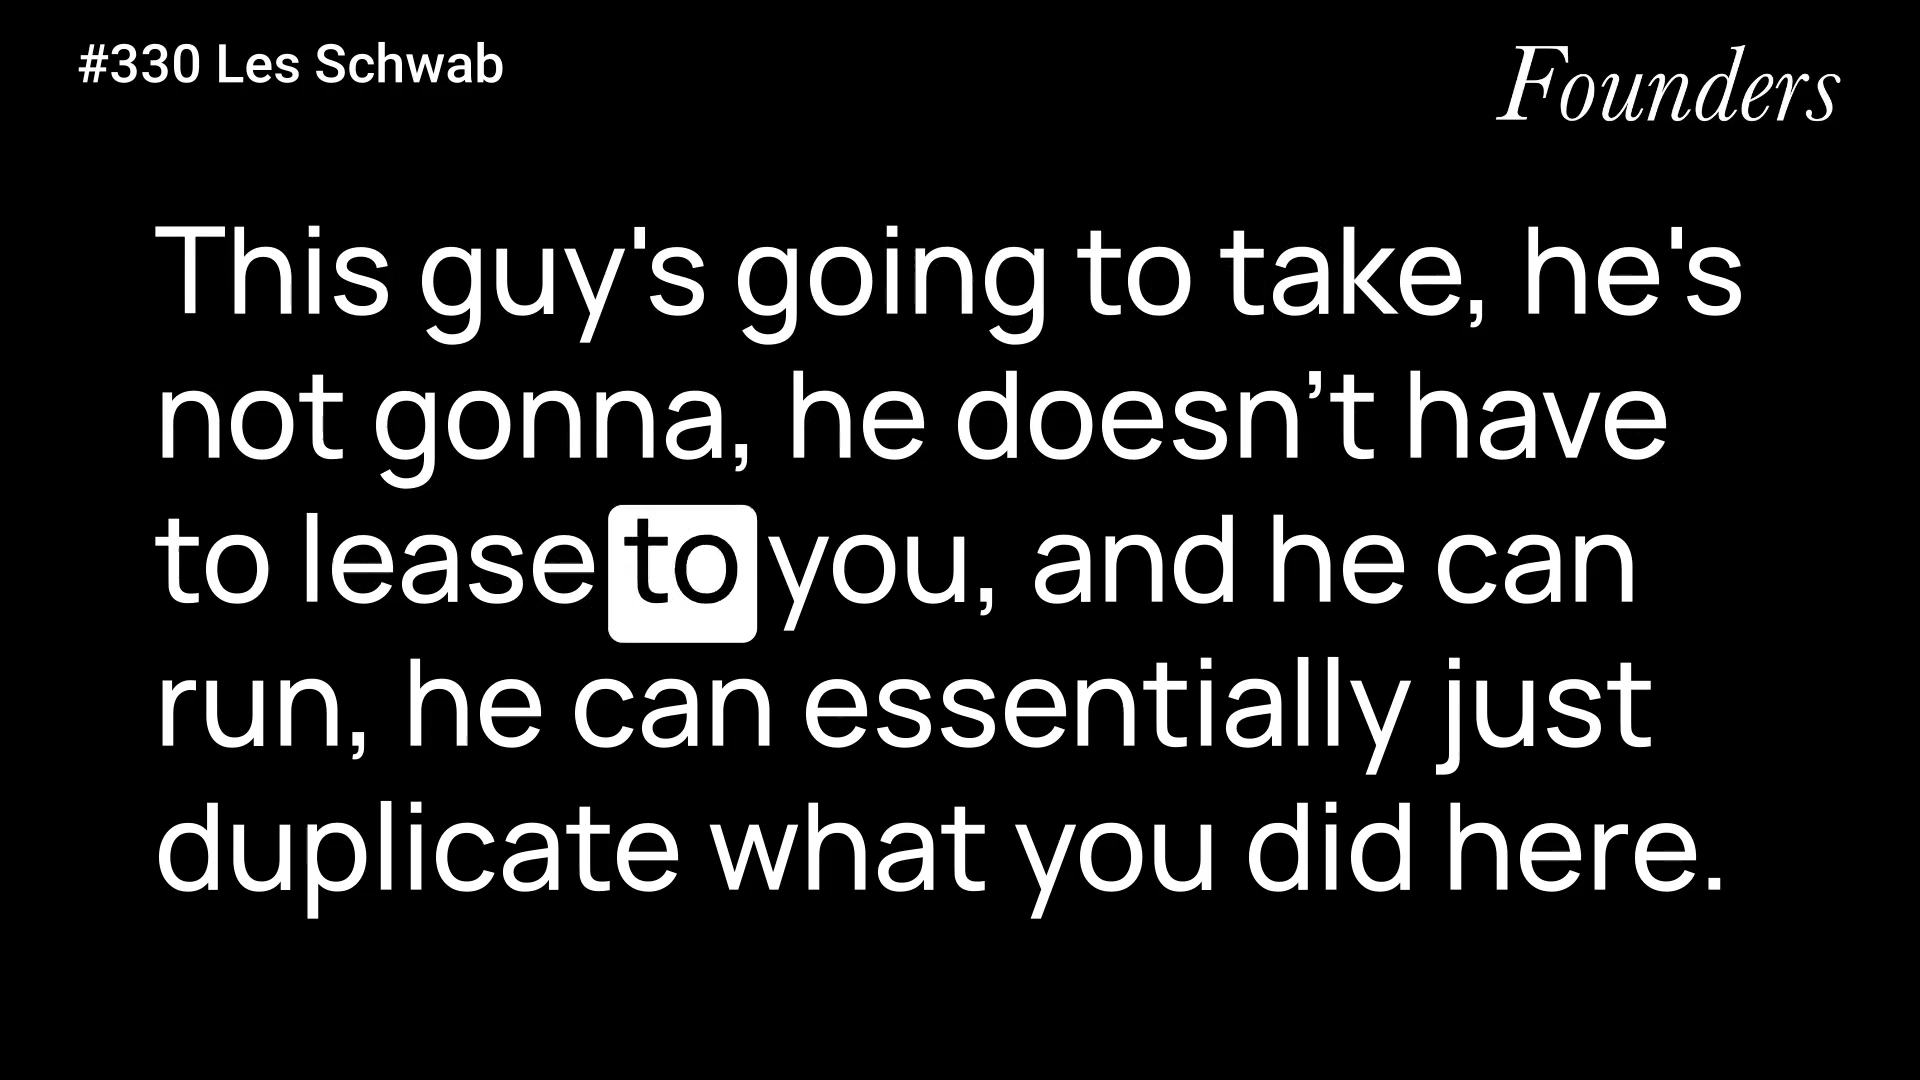 #330 Les Schwab
Founders
This guy's going to take, he's
not gonna, he doesn’t have
to lease to you, and he can
run, he can essentially just
duplicate what you did here.